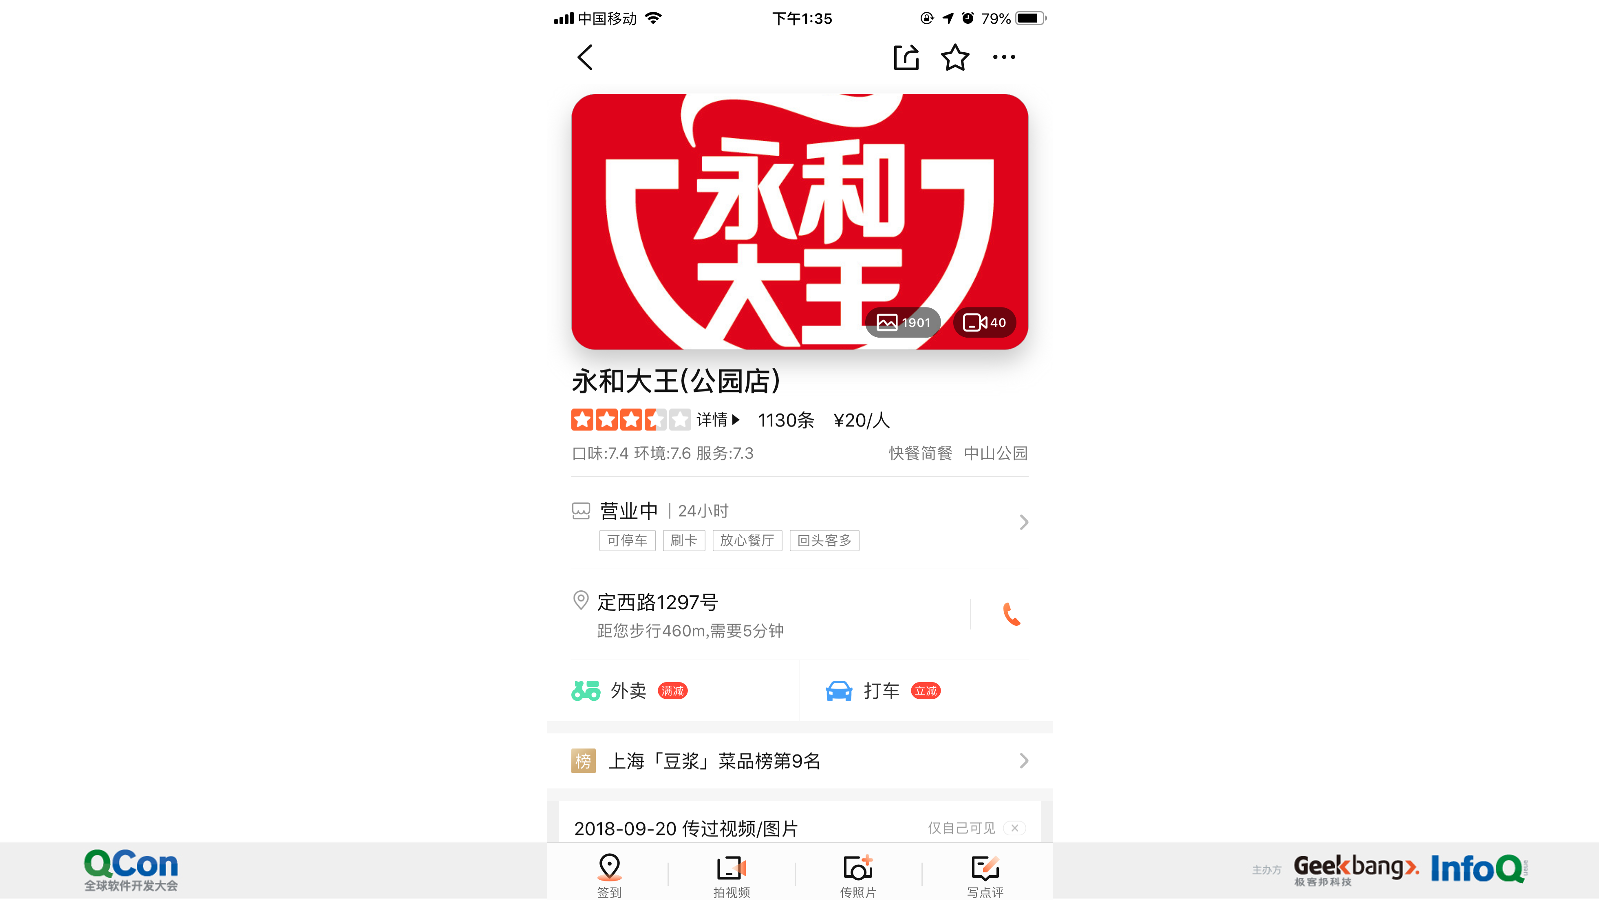 中国移动 下午1:35 79%
永和
大王
1901 40
永和大王(公园店)
详情 1130条 ¥20/人
口味:7.4 环境:7.6 服务:7.3 快餐简餐 中山公园
营业中 24小时
可停车 刷卡 放心餐厅 回头客多
定西路1297号
距您步行460m,需要5分钟
外卖 满减 打车 立减
榜 上海「豆浆」菜品榜第9名
2018-09-20 传过视频/图片 仅自己可见
签到 拍视频 传照片 写点评
QCon
全球软件开发大会
主办方 Geekbang>. InfoQ
极客邦科技